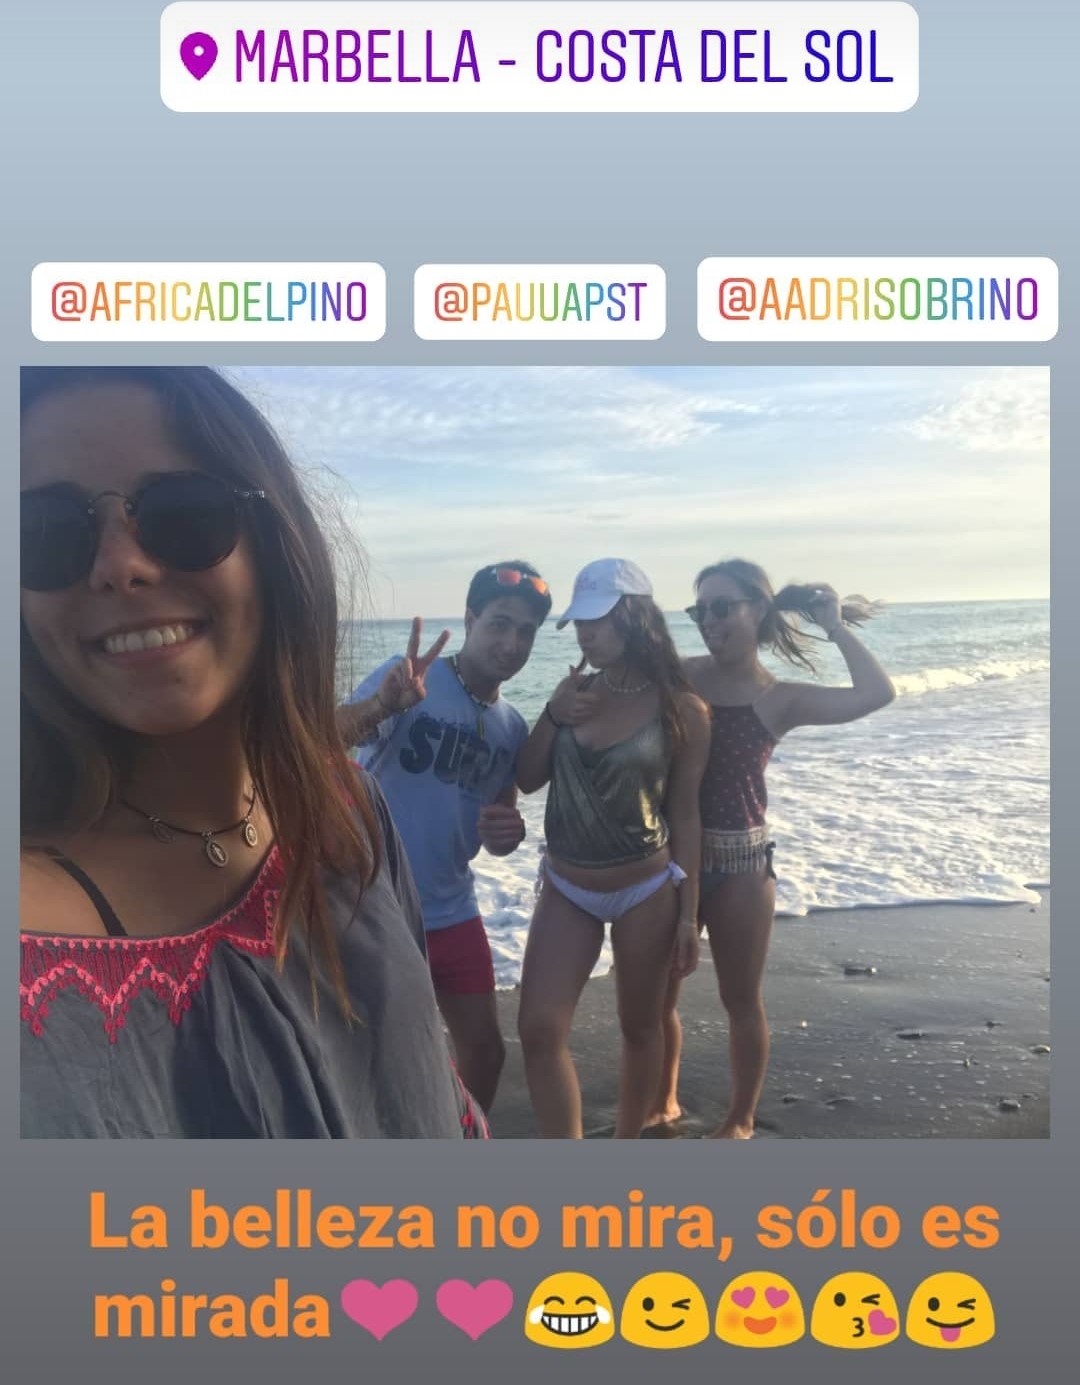 MARBELLA - COSTA DEL SOL
@AFRICADELPINO @PAUUAPST @AADRISOBRINO
SURF
La belleza no mira, sólo es
mirada